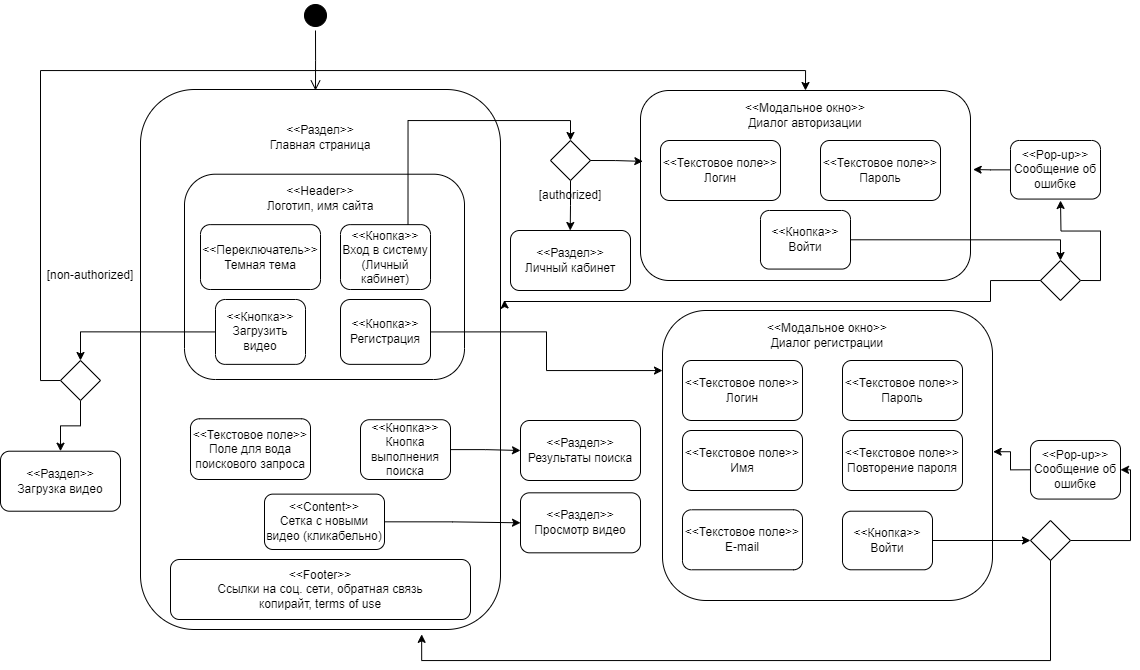 <<Раздел>>
Главная страница
<<Header>>
Логотип, имя сайта
<<Переключатель>>
Темная тема
<<Кнопка>>
Вход в систему
(Личный
кабинет)
<<Кнопка>>
Загрузить
видео
<<Кнопка>>
Регистрация
[non-authorized]
<<Раздел>>
Загрузка видео
<<Текстовое поле>>
Поле для вода
поискового запроса
<<Кнопка>>
Кнопка
выполнения
поиска
<<Content>>
Сетка с новыми
видео (кликабельно)
<<Footer>>
Ссылки на соц. сети, обратная связь
копирайт, terms of use
[authorized]
<<Раздел>>
Личный кабинет
<<Раздел>>
Результаты поиска
<<Раздел>>
Просмотр видео
<<Модальное окно>>
Диалог авторизации
<<Текстовое поле>>
Логин
<<Текстовое поле>>
Пароль
<<Кнопка>>
Войти
<<Pop-up>>
Сообщение об
ошибке
<<Модальное окно>>
Диалог регистрации
<<Текстовое поле>>
Логин
<<Текстовое поле>>
Пароль
<<Текстовое поле>>
Имя
<<Текстовое поле>>
Повторение пароля
<<Текстовое поле>>
E-mail
<<Кнопка>>
Войти
<<Pop-up>>
Сообщение об
ошибке